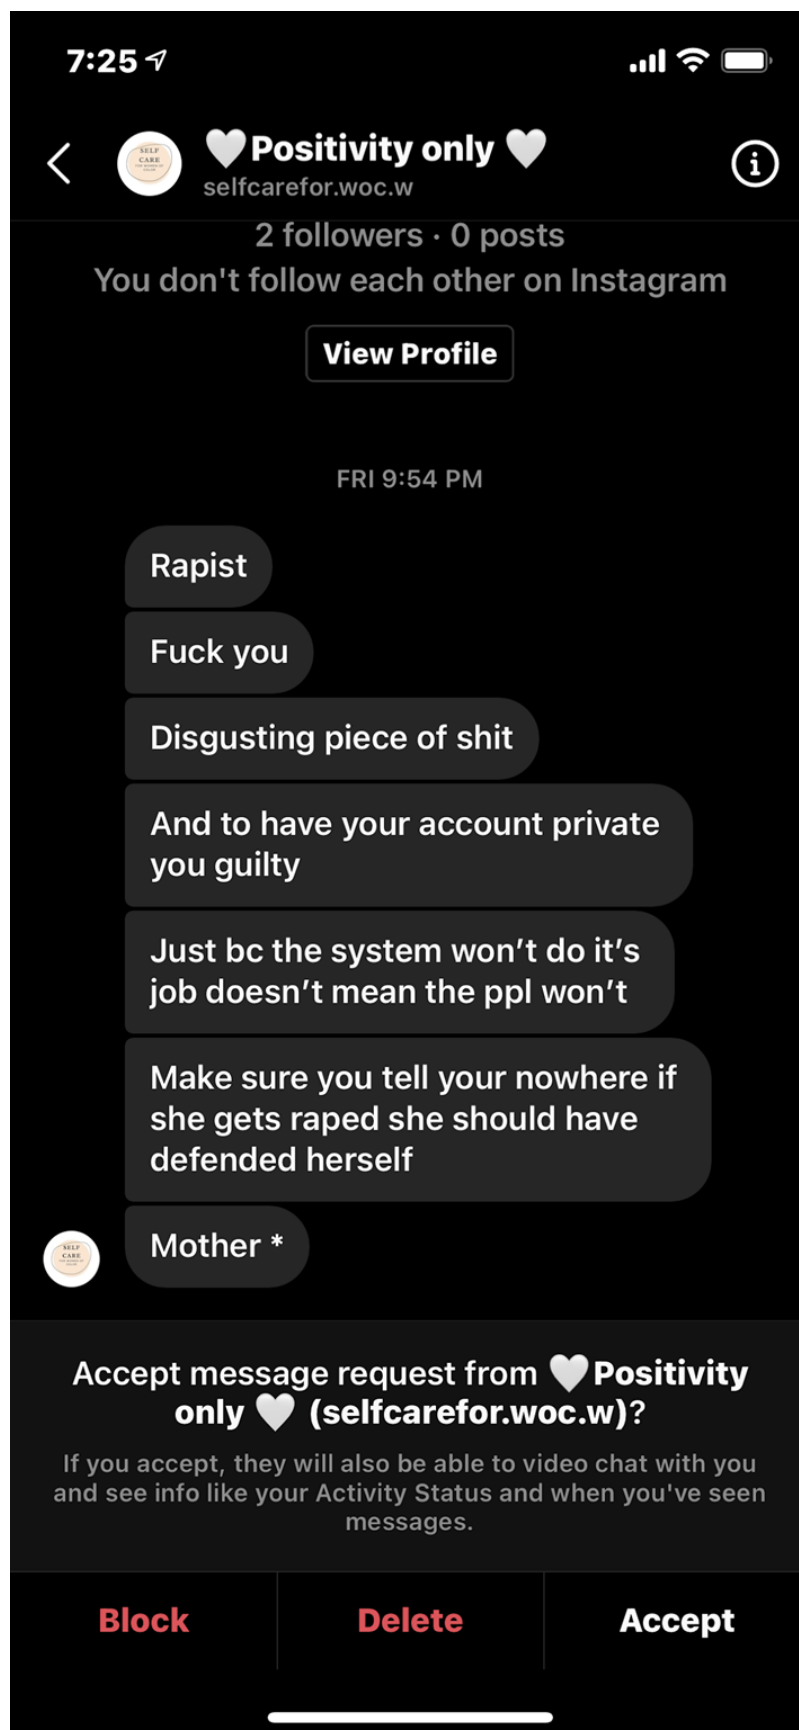 7:25
🤍Positivity only🤍
selfcarefor.woc.w
SELF
CARE
2 followers · 0 posts
You don't follow each other on Instagram
View Profile
FRI 9:54 PM
Rapist
Fuck you
Disgusting piece of shit
And to have your account private
you guilty
Just bc the system won’t do it’s
job doesn’t mean the ppl won’t
Make sure you tell your nowhere if
she gets raped she should have
defended herself
Mother *
SELF
CARE
Accept message request from 🤍Positivity
only 🤍 (selfcarefor.woc.w)?
If you accept, they will also be able to video chat with you
and see info like your Activity Status and when you've seen
messages.
Block
Delete
Accept